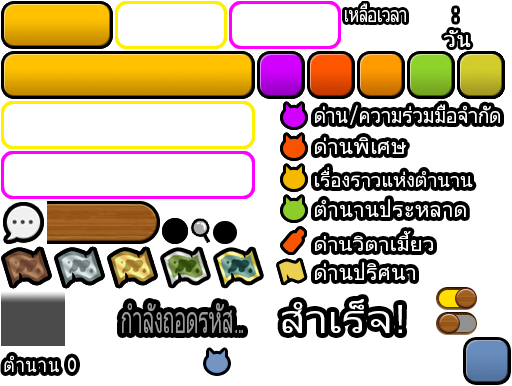 เหลือเวลา :
วัน
ด่าน/ความร่วมมือจำกัด
ด่านพิเศษ
เรื่องราวแห่งตำนาน
ตำนานประหลาด
ด่านวิตาเมี้ยว
ด่านปริศนา
กำลังถอดรหัส...
สำเร็จ!
ตำนาน 0